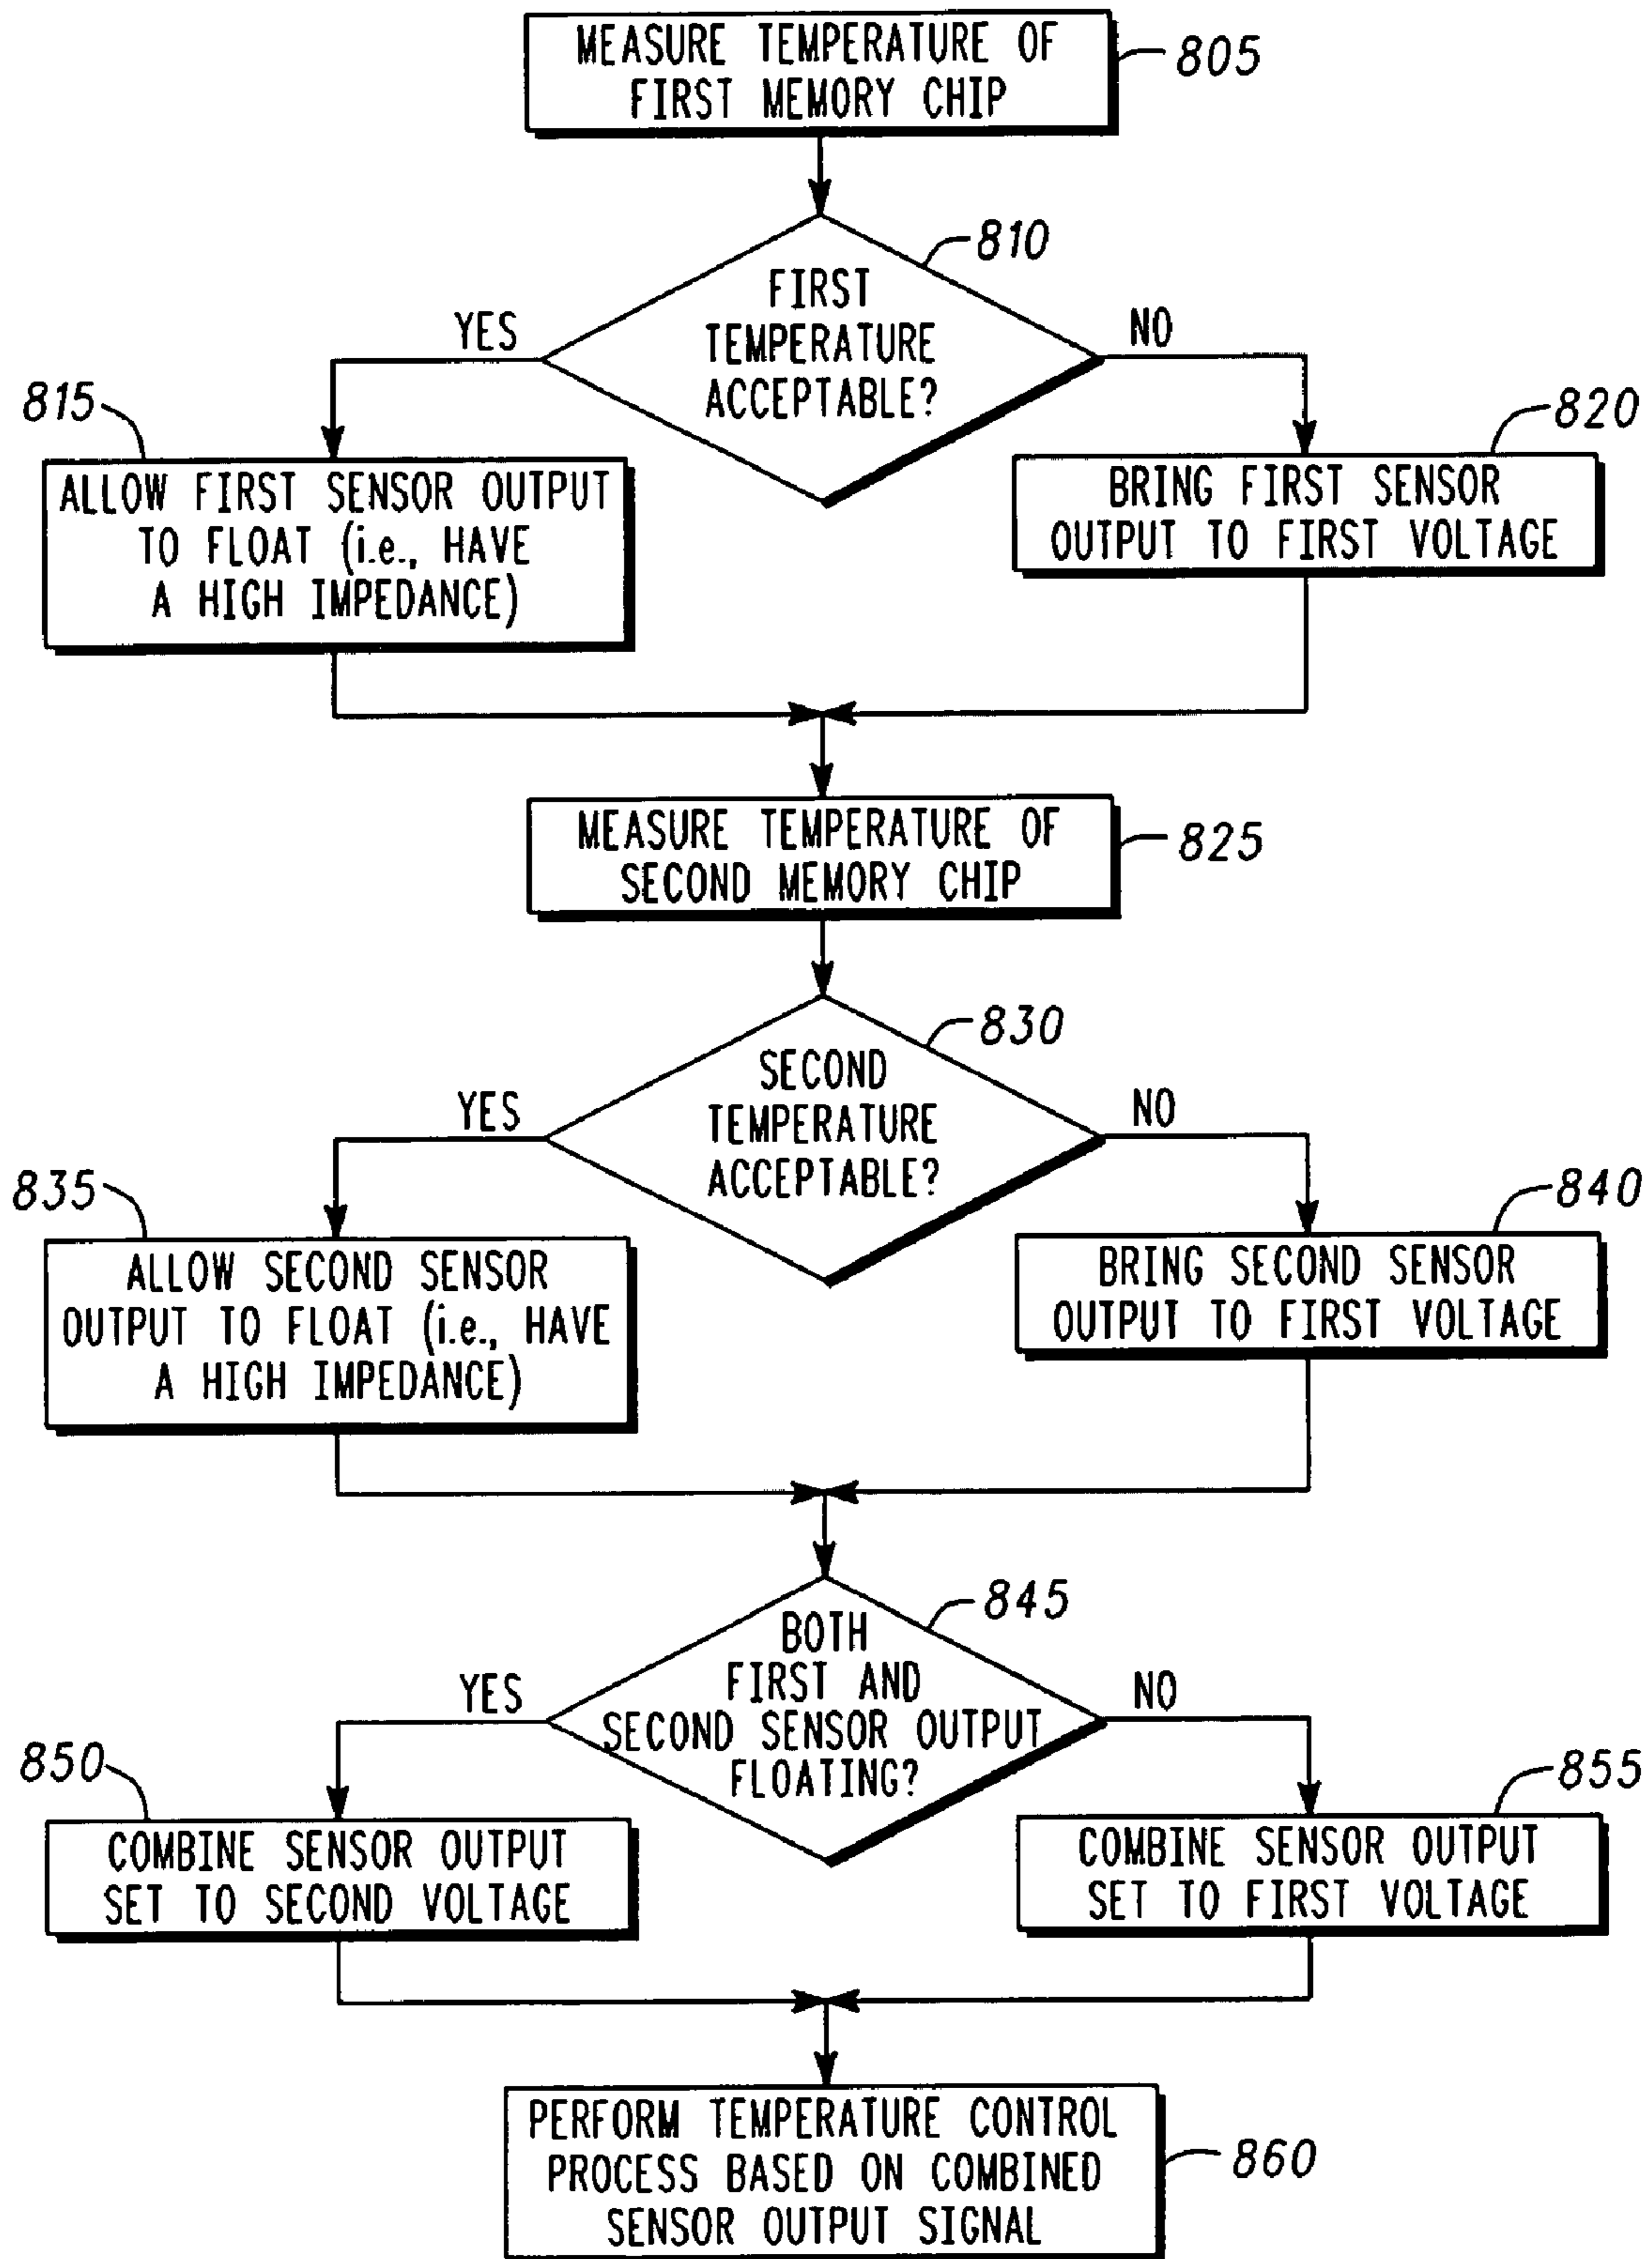 MEASURE TEMPERATURE OF
FIRST MEMORY CHIP
805
810
FIRST
TEMPERATURE
ACCEPTABLE?
YES
NO
815
820
ALLOW FIRST SENSOR OUTPUT
TO FLOAT (i.e., HAVE
A HIGH IMPEDANCE)
BRING FIRST SENSOR
OUTPUT TO FIRST VOLTAGE
MEASURE TEMPERATURE OF
SECOND MEMORY CHIP
825
830
SECOND
TEMPERATURE
ACCEPTABLE?
YES
NO
835
840
ALLOW SECOND SENSOR
OUTPUT TO FLOAT (i.e., HAVE
A HIGH IMPEDANCE)
BRING SECOND SENSOR
OUTPUT TO FIRST VOLTAGE
845
BOTH
FIRST AND
SECOND SENSOR OUTPUT
FLOATING?
YES
NO
850
855
COMBINE SENSOR OUTPUT
SET TO SECOND VOLTAGE
COMBINE SENSOR OUTPUT
SET TO FIRST VOLTAGE
PERFORM TEMPERATURE CONTROL
PROCESS BASED ON COMBINED
SENSOR OUTPUT SIGNAL
860